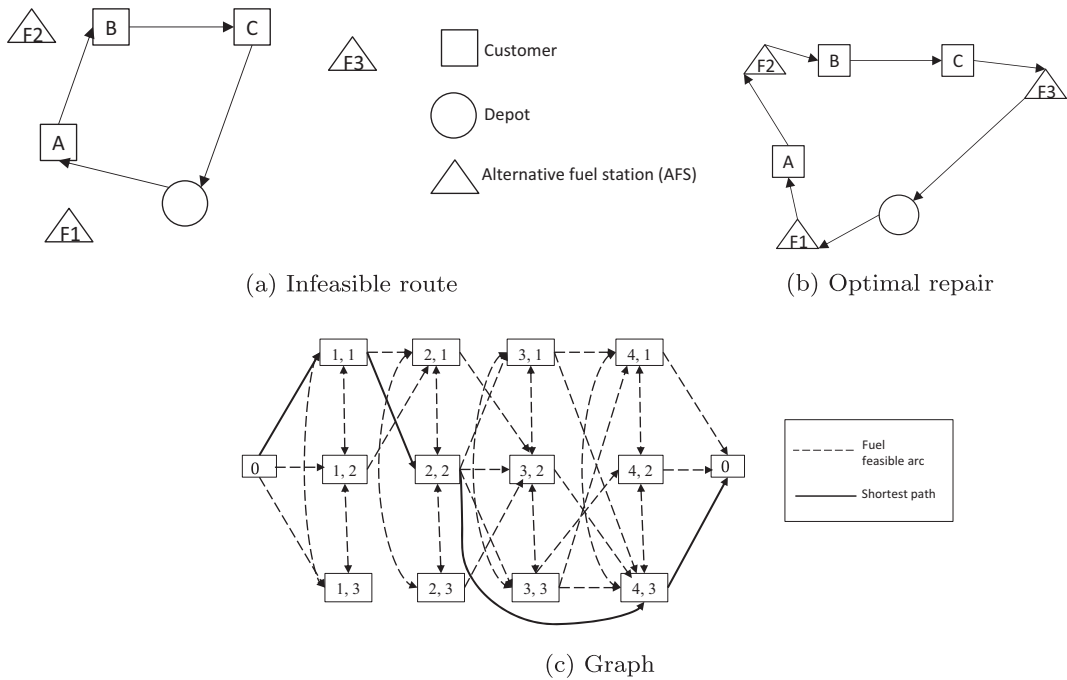 F2
B
C
F3
A
F1
Customer
Depot
Alternative fuel station (AFS)
(a) Infeasible route
F2
B
C
F3
A
F1
(b) Optimal repair
1, 1
2, 1
3, 1
4, 1
0
1, 2
2, 2
3, 2
4, 2
0
1, 3
2, 3
3, 3
4, 3
Fuel
feasible arc
Shortest path
(c) Graph